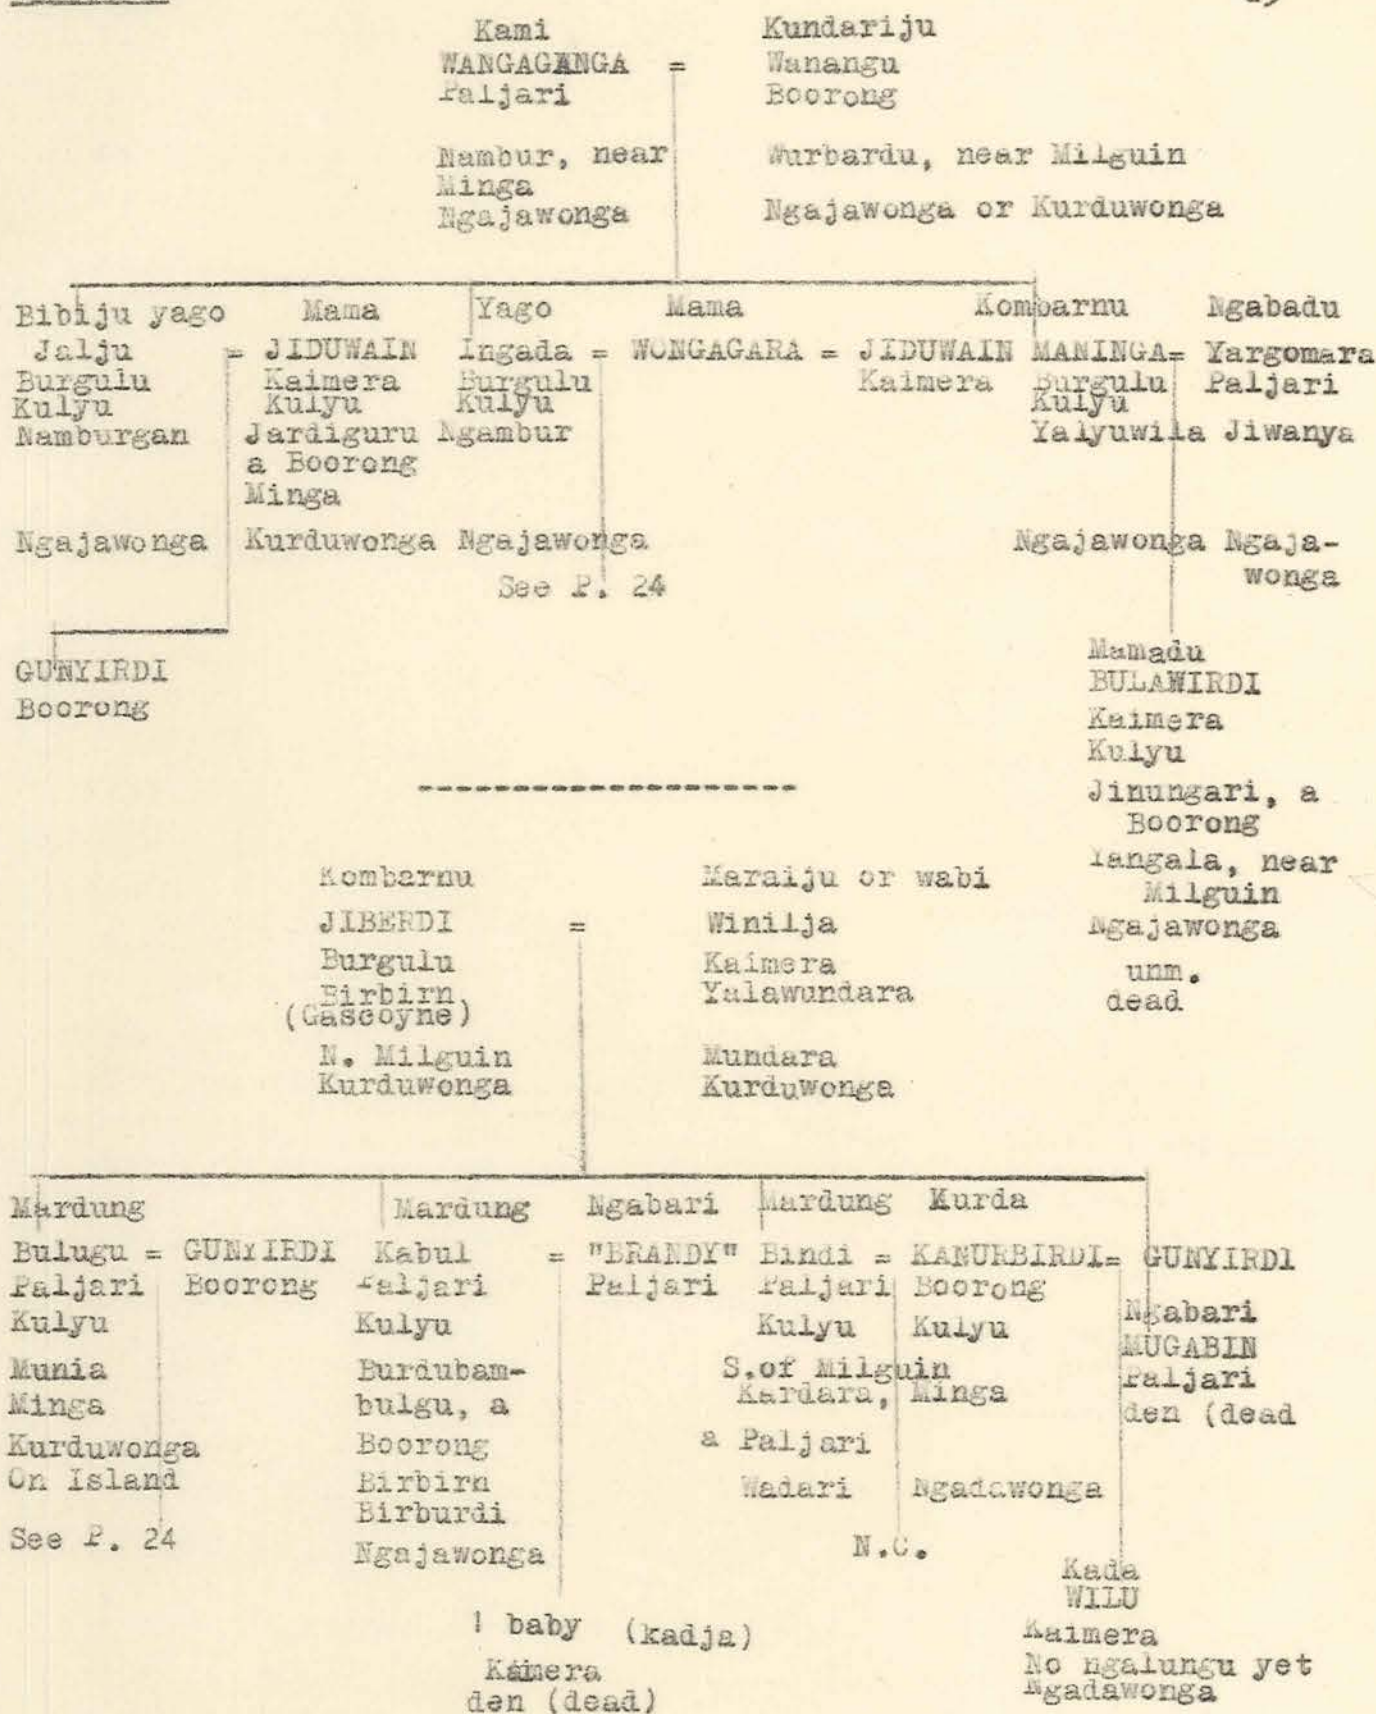 Kami Kundariju
WANGAGANGA = Wanangu
Paljari Boorong
Nambur, near Wurbardu, near Milguin
Minga
Ngajawonga Ngajawonga or Kurduwonga
Bibiju yago Mama Yago Mama Kombarnu Ngabadu
Jalju = JIDUWAIN Ingada = WONGAGARA = JIDUWAIN MANINGA = Yargomara
Burgulu Kaimera Burgulu Kaimera Burgulu Paljari
Kulyu Kulyu Kulyu Kulyu
Namburgan Jardiguru Ngambur Yalyuwila Jiwanya
a Boorong
Minga
Ngajawonga Kurduwonga Ngajawonga Ngajawonga Ngaja-
wonga
See P. 24
Mamadu
GUNYIRDI BULAWIRDI
Boorong Kaimera
Kulyu
Jinungari, a
Boorong
Yangala, near
Milguin
Ngajawonga
unm.
dead
--------------------
Kombarnu Maraiju or wabi
JIBERDI = Winilja
Burgulu Kaimera
Birbirn, Yalawundara
(Gascoyne)
N. Milguin Mundara
Kurduwonga Kurduwonga
Mardung Mardung Ngabari Mardung Kurda
Bulugu = GUNYIRDI Kabul = "BRANDY" Bindi = KANURBIRDI = GUNYIRDI
Paljari Boorong Paljari Paljari Paljari Boorong
Kulyu Kulyu Kulyu Kulyu Ngabari
MUGABIN
Munia Burdubam- S.of Milguin Paljari
Minga bulgu, a Kardara, Minga den (dead
Kurduwonga Boorong a Paljari
On Island Birbirn Wadari Ngadawonga
Birburdi
See P. 24 Ngajawonga N.C.
Kada
WILU
1 baby (kadja) Kaimera
Kaimera No ngalungu yet
den (dead) Ngadawonga